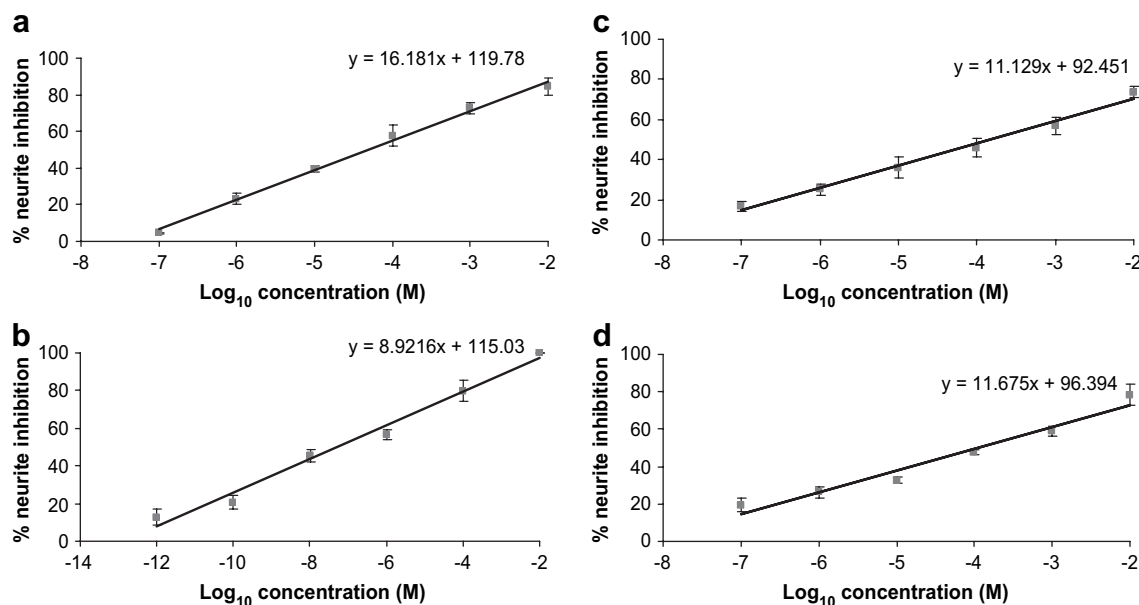 a
y = 16.181x + 119.78
% neurite inhibition
100
80
60
40
20
0
-8 -7 -6 -5 -4 -3 -2
Log10 concentration (M)
c
y = 11.129x + 92.451
% neurite inhibition
100
80
60
40
20
0
-8 -7 -6 -5 -4 -3 -2
Log10 concentration (M)
b
y = 8.9216x + 115.03
% neurite inhibition
100
80
60
40
20
0
-14 -12 -10 -8 -6 -4 -2
Log10 concentration (M)
d
y = 11.675x + 96.394
% neurite inhibition
100
80
60
40
20
0
-8 -7 -6 -5 -4 -3 -2
Log10 concentration (M)